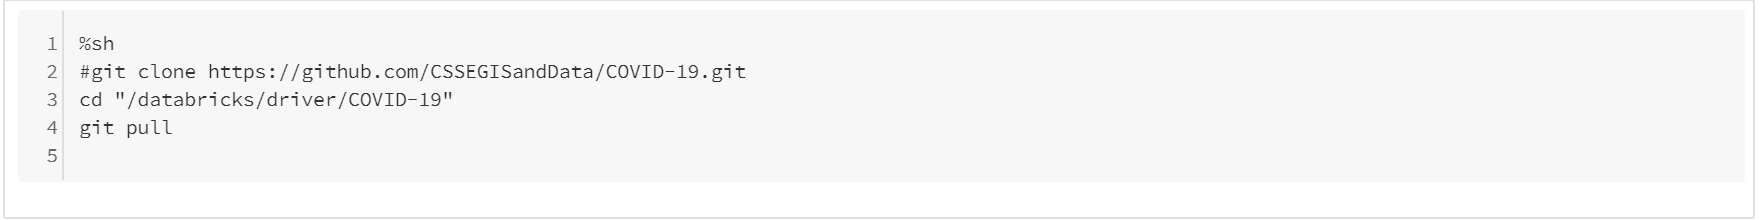 1 %sh
2 #git clone https://github.com/CSSEGISandData/COVID-19.git
3 cd "/databricks/driver/COVID-19"
4 git pull
5